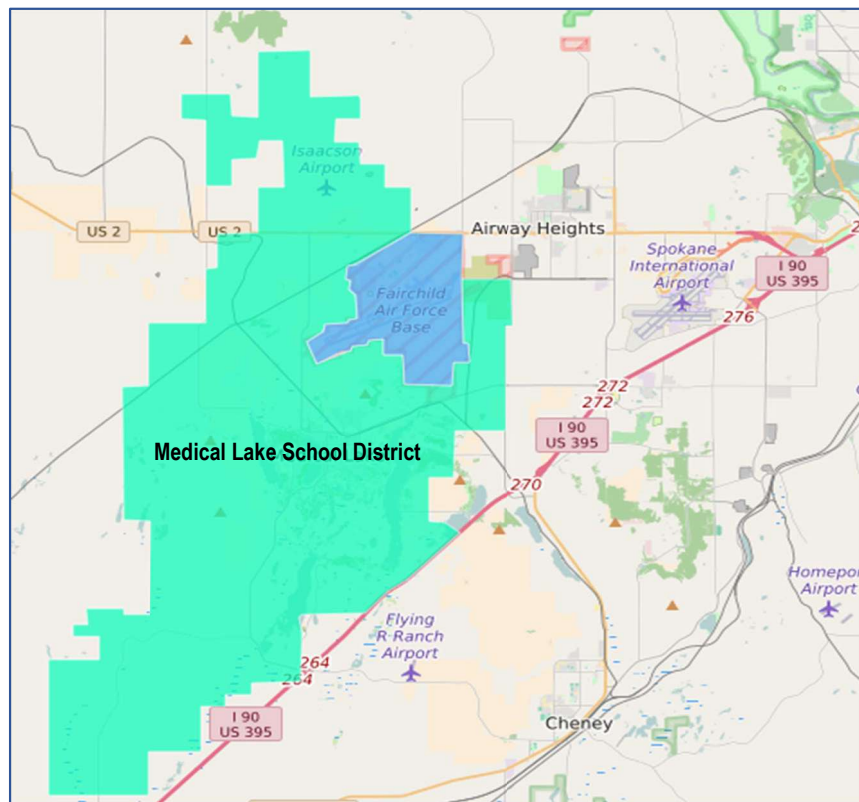 Isaacson
Airport
US 2
US 2
Airway Heights
Spokane
International
Airport
I 90
US 395
Fairchild
Air Force
Base
276
272
272
I 90
US 395
Medical Lake School District
270
Homepor
Airport
Flying
R Ranch
Airport
264
264
I 90
US 395
Cheney